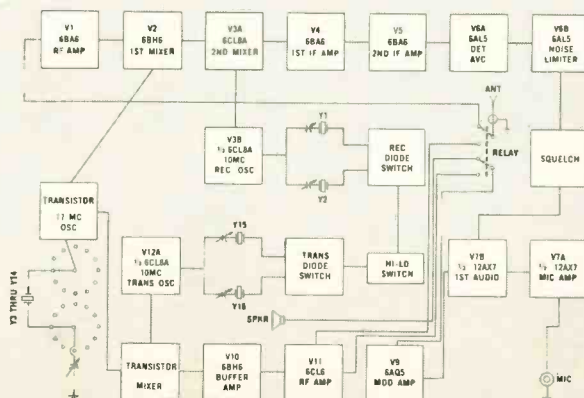 V1
6BA6
RF AMP
V2
6BH6
1ST MIXER
V3A
6CL8A
2ND MIXER
V4
6BA6
1ST IF AMP
V5
6BA6
2ND IF AMP
V6A
6AL5
DET
AVC
V6B
6AL5
NOISE
LIMITER
ANT
RELAY
Y1
V3B
½ 6CL8A
10MC
REC OSC
Y2
REC
DIODE
SWITCH
SQUELCH
TRANSISTOR
MC
OSC
Y3 THRU Y14
V12A
½ 6CL8A
10MC
TRANS OSC
Y15
Y16
TRANS
DIODE
SWITCH
HI-LO
SWITCH
V7B
½ 12AX7
1ST AUDIO
V7A
½ 12AX7
MIC AMP
SPKR
TRANSISTOR
MIXER
V10
6BH6
BUFFER
AMP
V11
6CL6
RF AMP
V9
6AQ5
MOD AMP
MIC